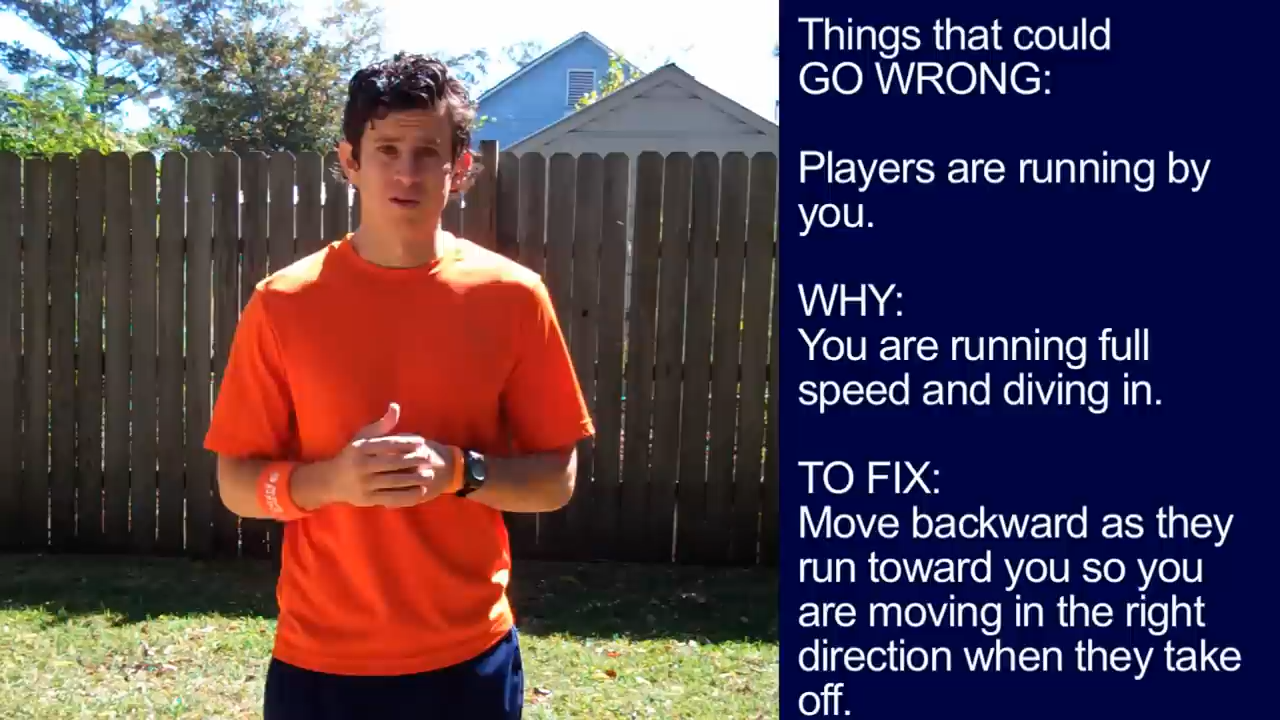 Things that could
GO WRONG:
Players are running by
you.
WHY:
You are running full
speed and diving in.
TO FIX:
Move backward as they
run toward you so you
are moving in the right
direction when they take
off.